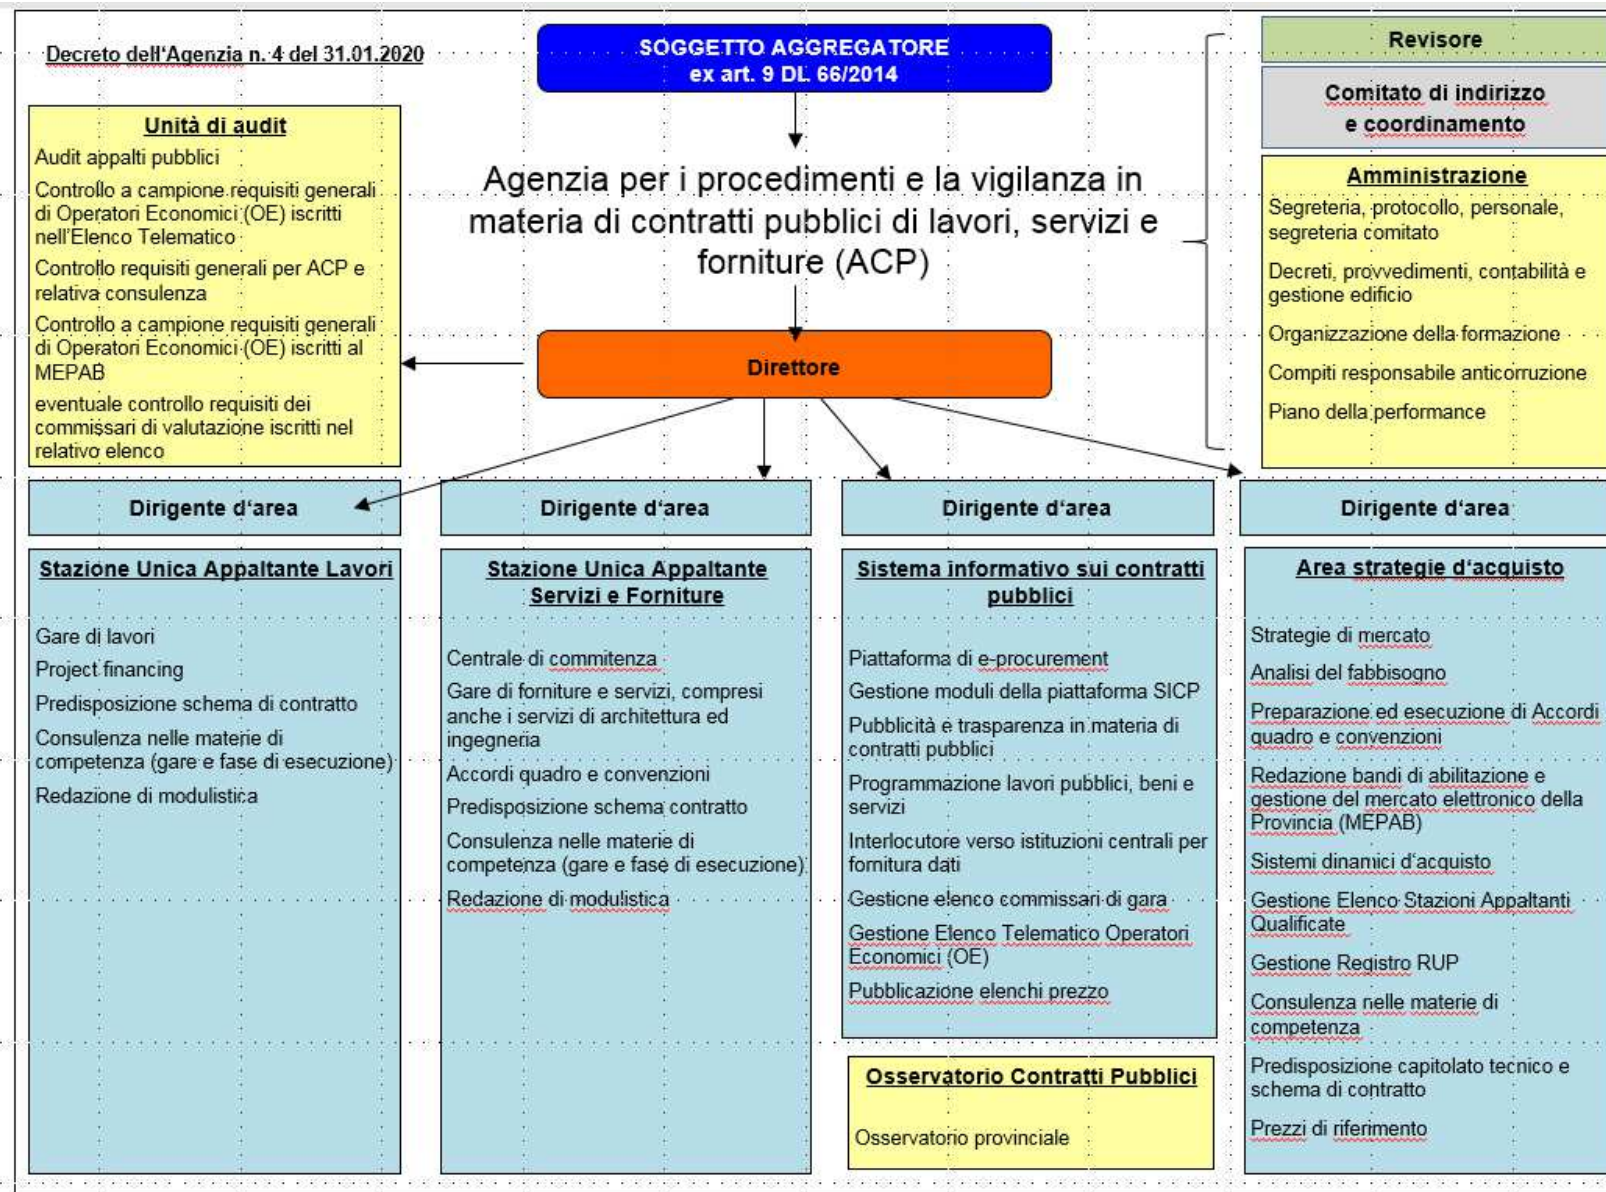 Decreto dell'Agenzia n. 4 del 31.01.2020
SOGGETTO AGGREGATORE
ex art. 9 DL 66/2014
Revisore
Comitato di indirizzo
e coordinamento
Unità di audit
Audit appalti pubblici
Controllo a campione requisiti generali
di Operatori Economici (OE) iscritti
nell'Elenco Telematico
Controllo requisiti generali per ACP e
relativa consulenza
Controllo a campione requisiti generali
di Operatori Economici (OE) iscritti al
MEPAB
eventuale controllo requisiti dei
commissari di valutazione iscritti nel
relativo elenco
Agenzia per i procedimenti e la vigilanza in
materia di contratti pubblici di lavori, servizi e
forniture (ACP)
Direttore
Amministrazione
Segreteria, protocollo, personale,
segreteria comitato
Decreti, provvedimenti, contabilità e
gestione edificio
Organizzazione della formazione
Compiti responsabile anticorruzione
Piano della performance
Dirigente d'area
Dirigente d'area
Dirigente d'area
Dirigente d'area
Stazione Unica Appaltante Lavori
Gare di lavori
Project financing
Predisposizione schema di contratto
Consulenza nelle materie di
competenza (gare e fase di esecuzione)
Redazione di modulistica
Stazione Unica Appaltante
Servizi e Forniture
Centrale di commitenza
Gare di forniture e servizi, compresi
anche i servizi di architettura ed
ingegneria
Accordi quadro e convenzioni
Predisposizione schema contratto
Consulenza nelle materie di
competenza (gare e fase di esecuzione)
Redazione di modulistica
Sistema informativo sui contratti
pubblici
Piattaforma di e-procurement
Gestione moduli della piattaforma SICP
Pubblicità e trasparenza in materia di
contratti pubblici
Programmazione lavori pubblici, beni e
servizi
Interlocutore verso istituzioni centrali per
fornitura dati
Gestione elenco commissari di gara
Gestione Elenco Telematico Operatori
Economici (OE)
Pubblicazione elenchi prezzo
Osservatorio Contratti Pubblici
Osservatorio provinciale
Area strategie d'acquisto
Strategie di mercato
Analisi del fabbisogno
Preparazione ed esecuzione di Accordi
quadro e convenzioni
Redazione bandi di abilitazione e
gestione del mercato elettronico della
Provincia (MEPAB)
Sistemi dinamici d'acquisto
Gestione Elenco Stazioni Appaltanti
Qualificate
Gestione Registro RUP
Consulenza nelle materie di
competenza
Predisposizione capitolato tecnico e
schema di contratto
Prezzi di riferimento